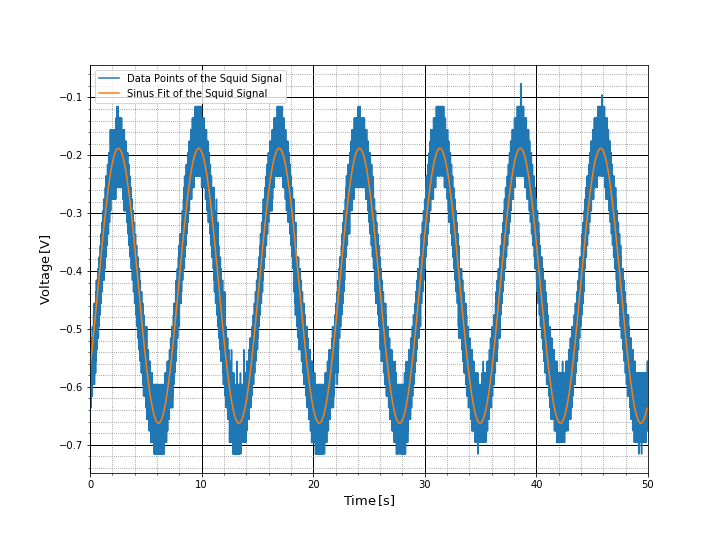 Data Points of the Squid Signal
Sinus Fit of the Squid Signal
−0.1
−0.2
−0.3
−0.4
−0.5
−0.6
−0.7
Voltage [V]
0 10 20 30 40 50
Time [s]